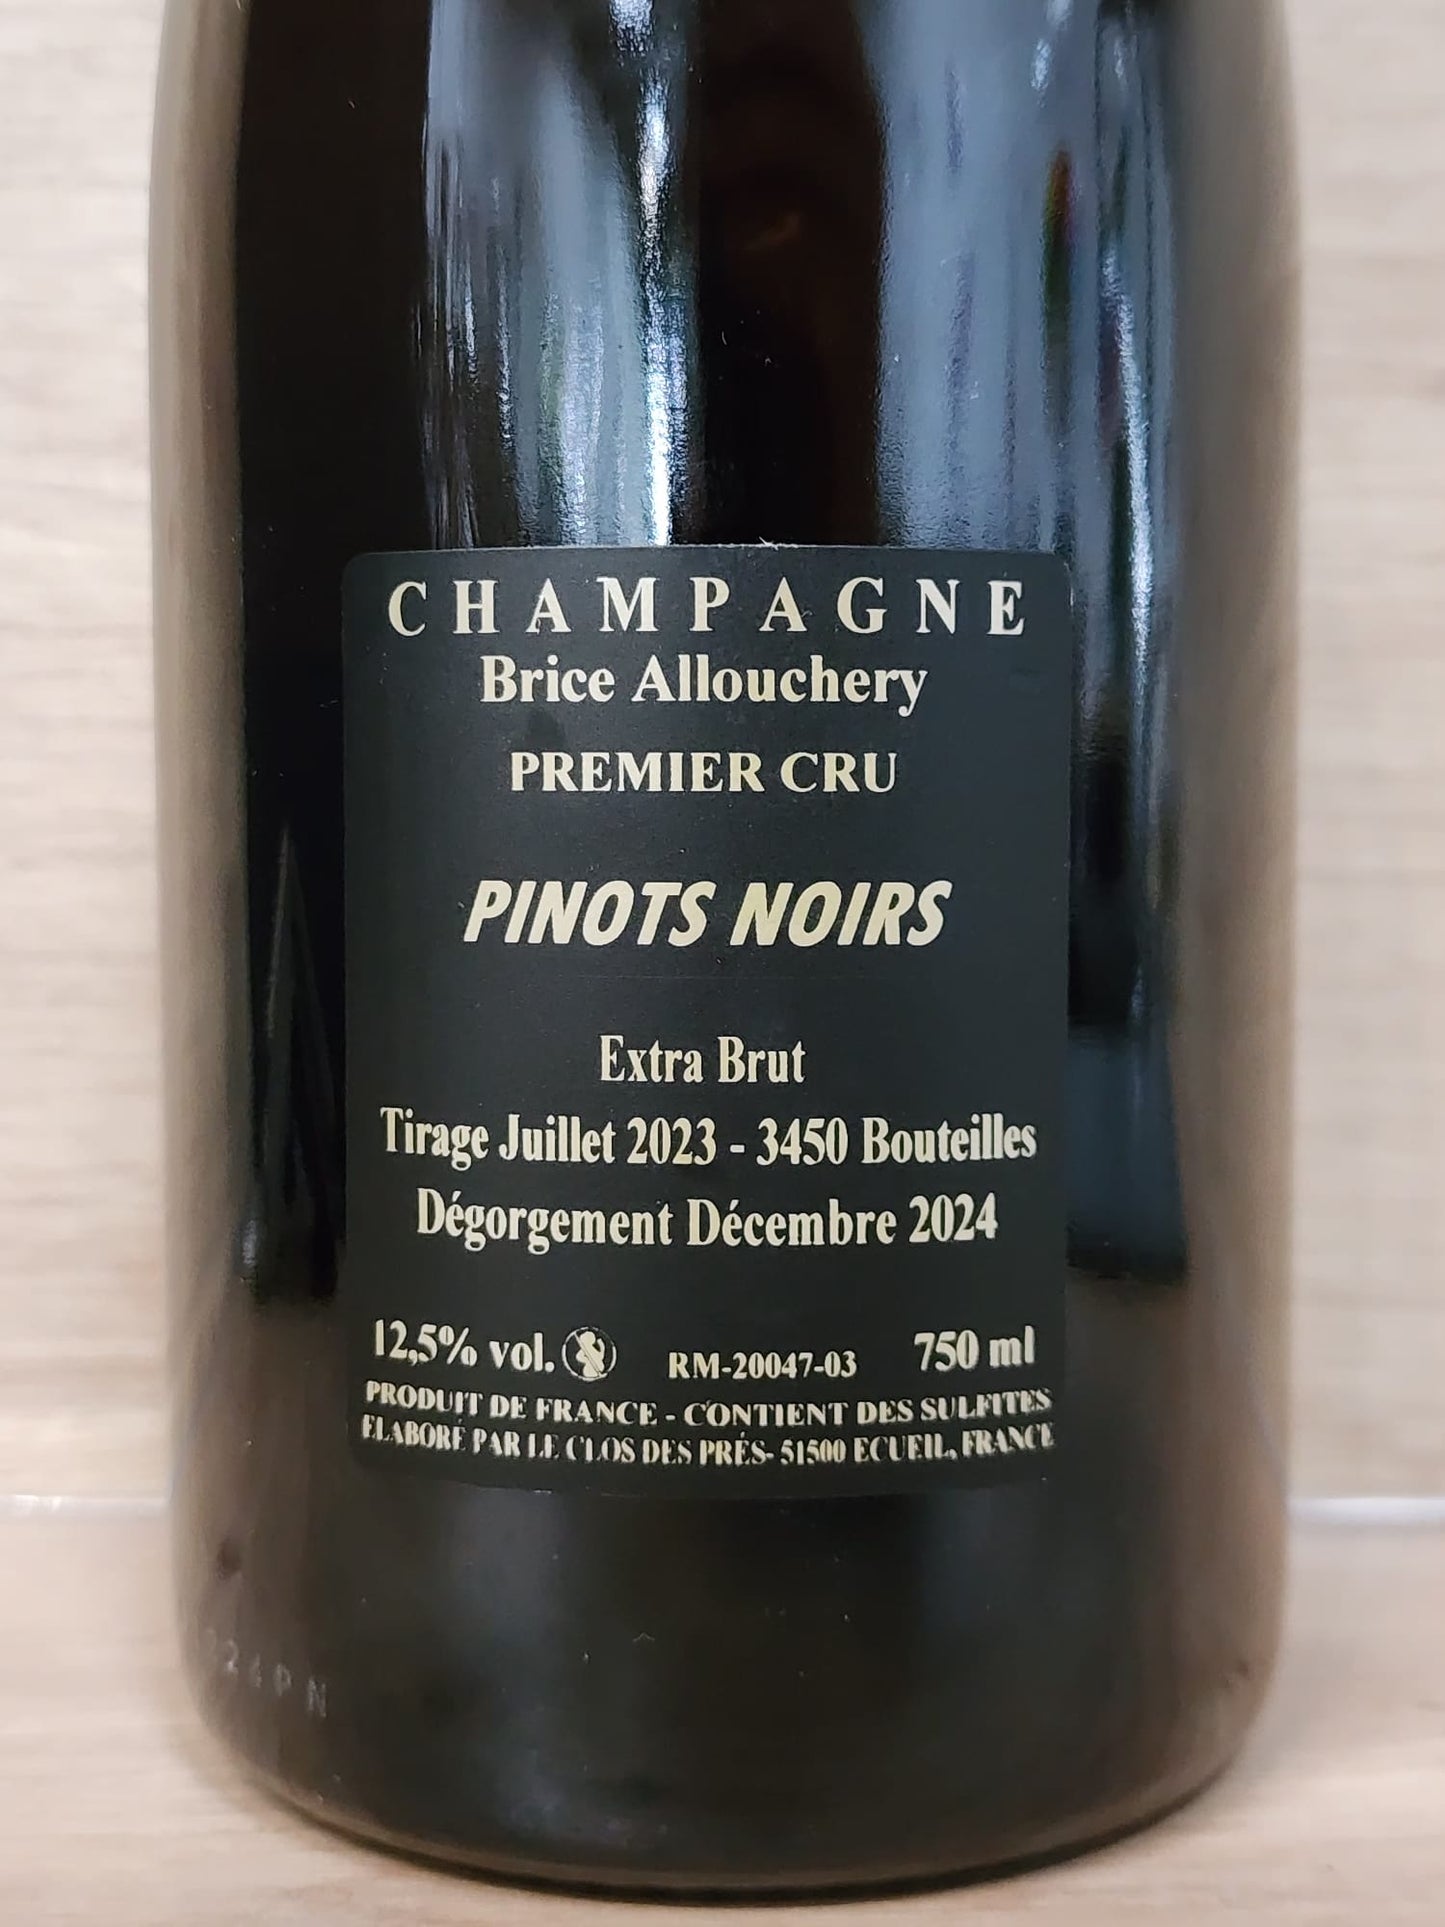 CHAMPAGNE
Brice Allouchery
PREMIER CRU
PINOTS NOIRS
Extra Brut
Tirage Juillet 2023 - 3450 Bouteilles
Dégorgement Décembre 2024
12,5% vol. RM-20047-03 750 ml
PRODUIT DE FRANCE - CONTIENT DES SULFITES
ELABORÉ PAR LE CLOS DES PRÉS- 51500 ECUEIL, FRANCE